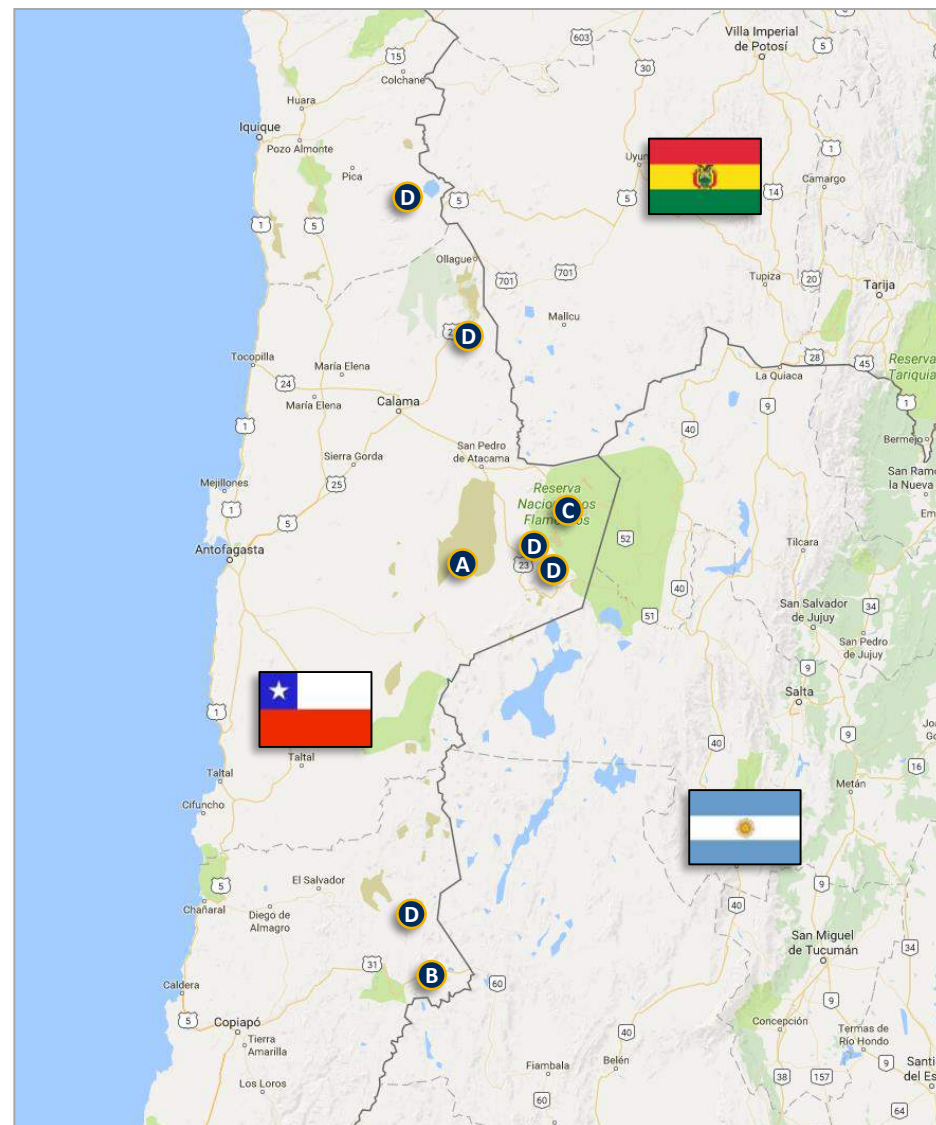 Villa Imperial
de Potosí
603
5
15
30
Colchane
Huara
Iquique
Pozo Almonte
1
Pica
Camargo
D
5
14
5
1
5
Ollague
701
701
Tupiza
20
Tarija
Mallcu
D
Tocopilla
María Elena
28
45
Reserva
Tariquia
La Quiaca
24
María Elena
Calama
9
1
1
40
Bermejo
San Pedro
de Atacama
Sierra Gorda
San Ram
la Nueva
Mejillones
25
Reserva
Nacional
C
1
5
Em
Antofagasta
D
52
Tilcara
A
23
D
40
51
San Salvador
de Jujuy
34
San Pedro
de Jujuy
9
Salta
1
40
9
Taltal
16
Taltal
Metán
Cifuncho
5
El Salvador
9
Chañaral
Diego de
Almagro
D
40
San Miguel
de Tucumán
34
31
B
60
Caldera
9
5
Copiapó
Concepción
Termas de
Río Hondo
40
Tierra
Amarilla
Belén
Fiambala
Santi
del Es
Los Loros
38
157
9
60
64